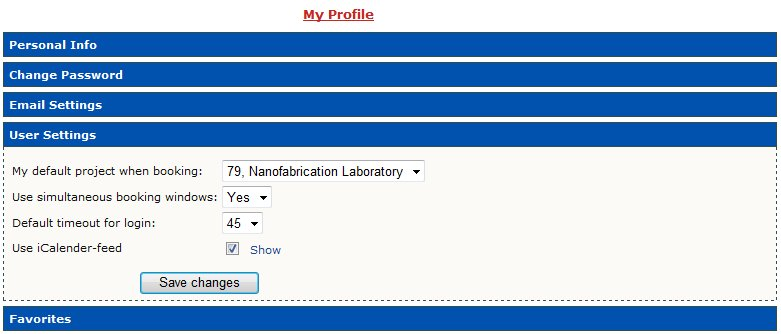 My Profile
Personal Info
Change Password
Email Settings
User Settings
My default project when booking: 79, Nanofabrication Laboratory
Use simultaneous booking windows: Yes
Default timeout for login: 45
Use iCalender-feed Show
Save changes
Favorites